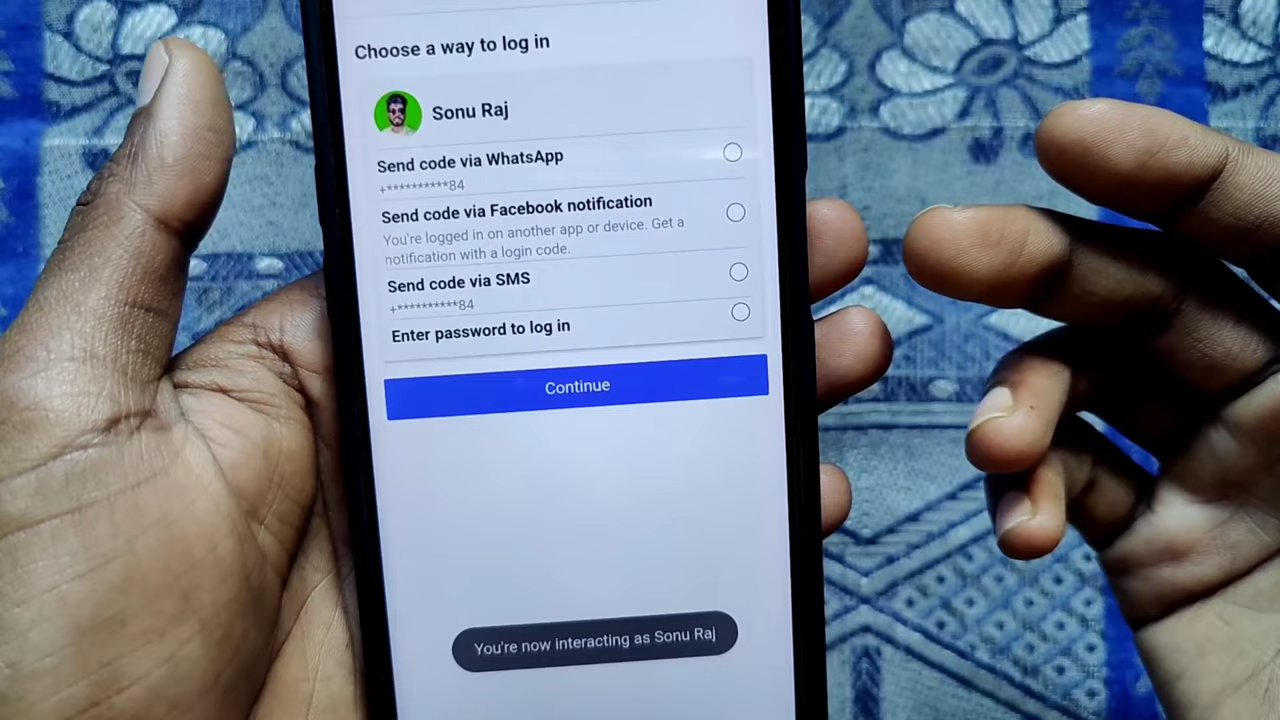 Choose a way to log in
Sonu Raj
Send code via WhatsApp
+**********84
Send code via Facebook notification
You're logged in on another app or device. Get a
notification with a login code.
Send code via SMS
+**********84
Enter password to log in
Continue
You're now interacting as Sonu Raj